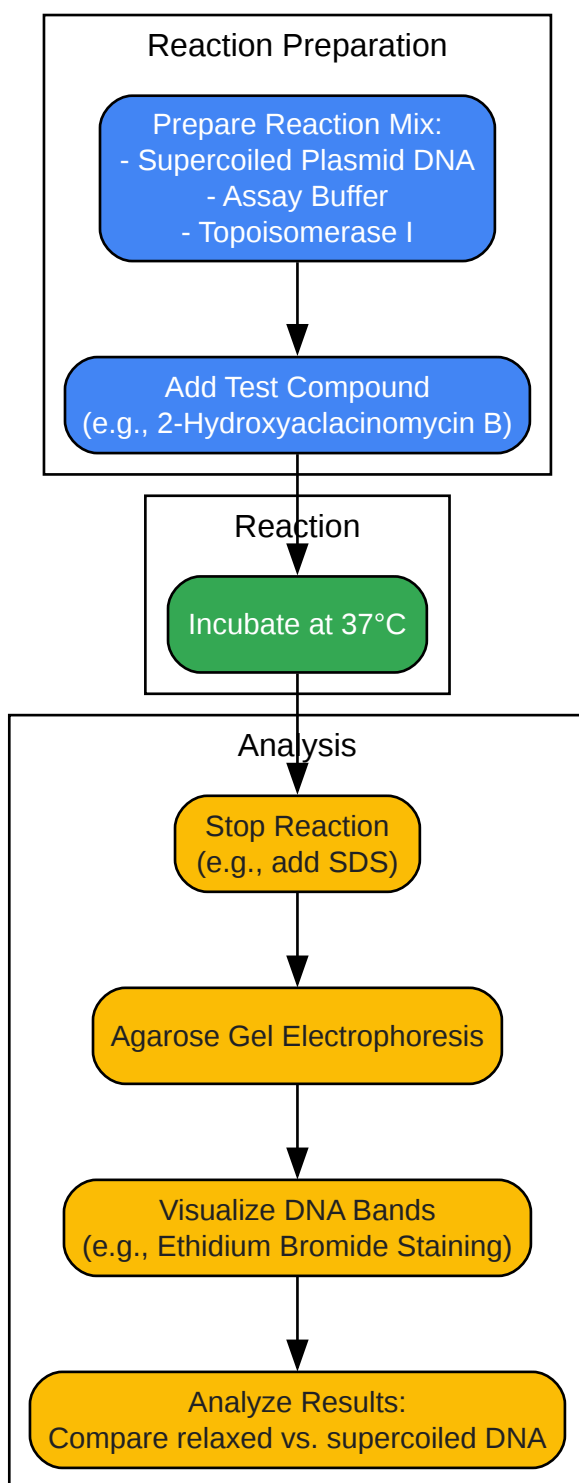 Reaction Preparation
Prepare Reaction Mix:
- Supercoiled Plasmid DNA
- Assay Buffer
- Topoisomerase I
Add Test Compound
(e.g., 2-Hydroxyaclacinomycin B)
Reaction
Incubate at 37°C
Analysis
Stop Reaction
(e.g., add SDS)
Agarose Gel Electrophoresis
Visualize DNA Bands
(e.g., Ethidium Bromide Staining)
Analyze Results:
Compare relaxed vs. supercoiled DNA